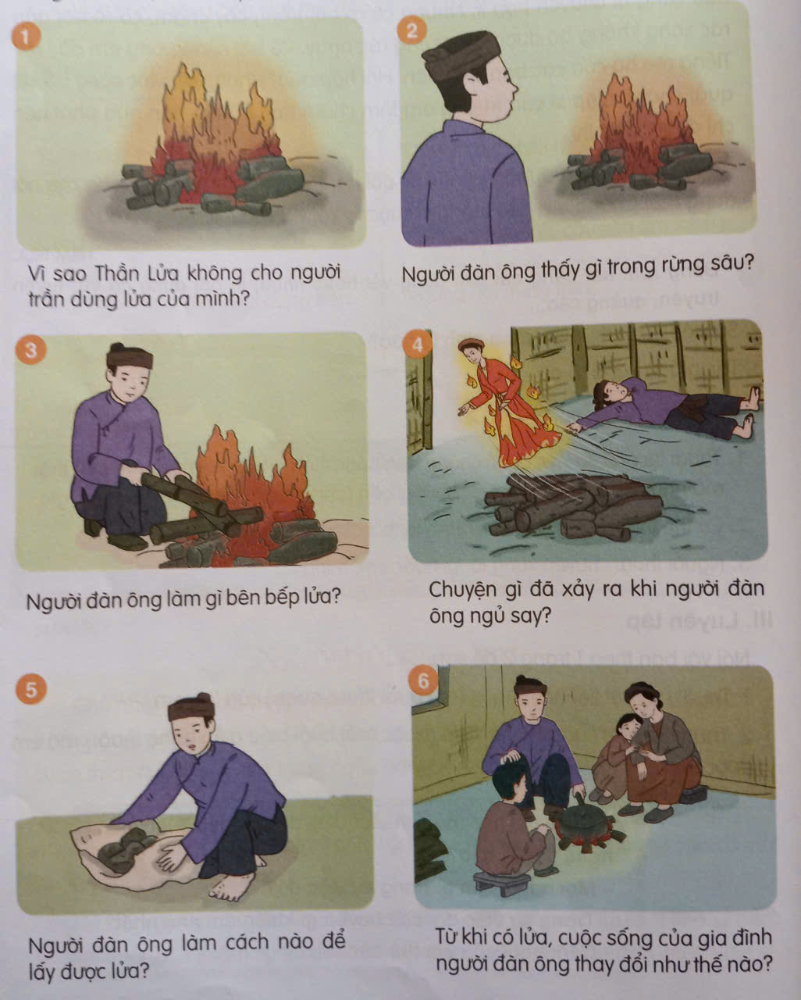 1
Vì sao Thần Lửa không cho người
trần dùng lửa của mình?
2
Người đàn ông thấy gì trong rừng sâu?
3
Người đàn ông làm gì bên bếp lửa?
4
Chuyện gì đã xảy ra khi người đàn
ông ngủ say?
5
Người đàn ông làm cách nào để
lấy được lửa?
6
Từ khi có lửa, cuộc sống của gia đình
người đàn ông thay đổi như thế nào?